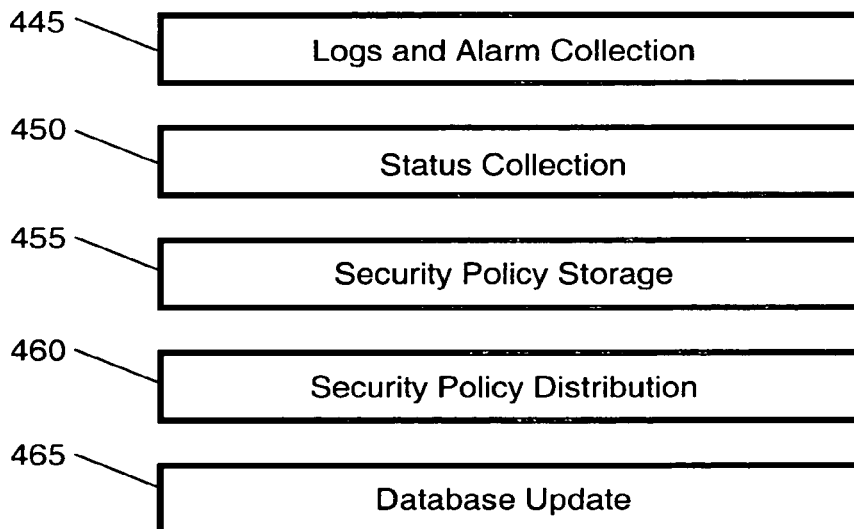 445
Logs and Alarm Collection
450
Status Collection
455
Security Policy Storage
460
Security Policy Distribution
465
Database Update